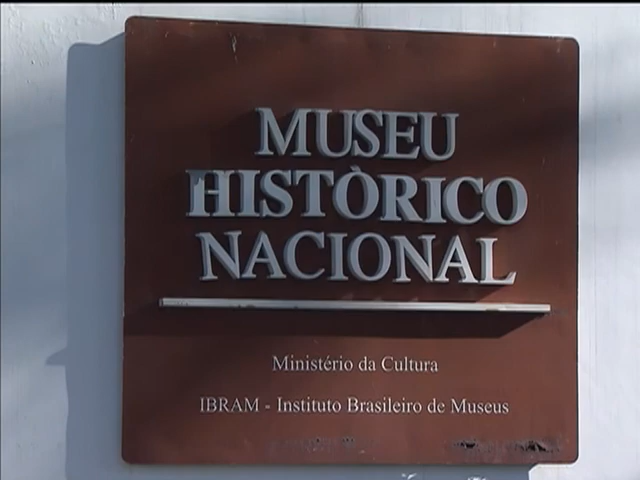 MUSEU
HISTÒRICO
NACIONAL
Ministério da Cultura
IBRAM - Instituto Brasileiro de Museus